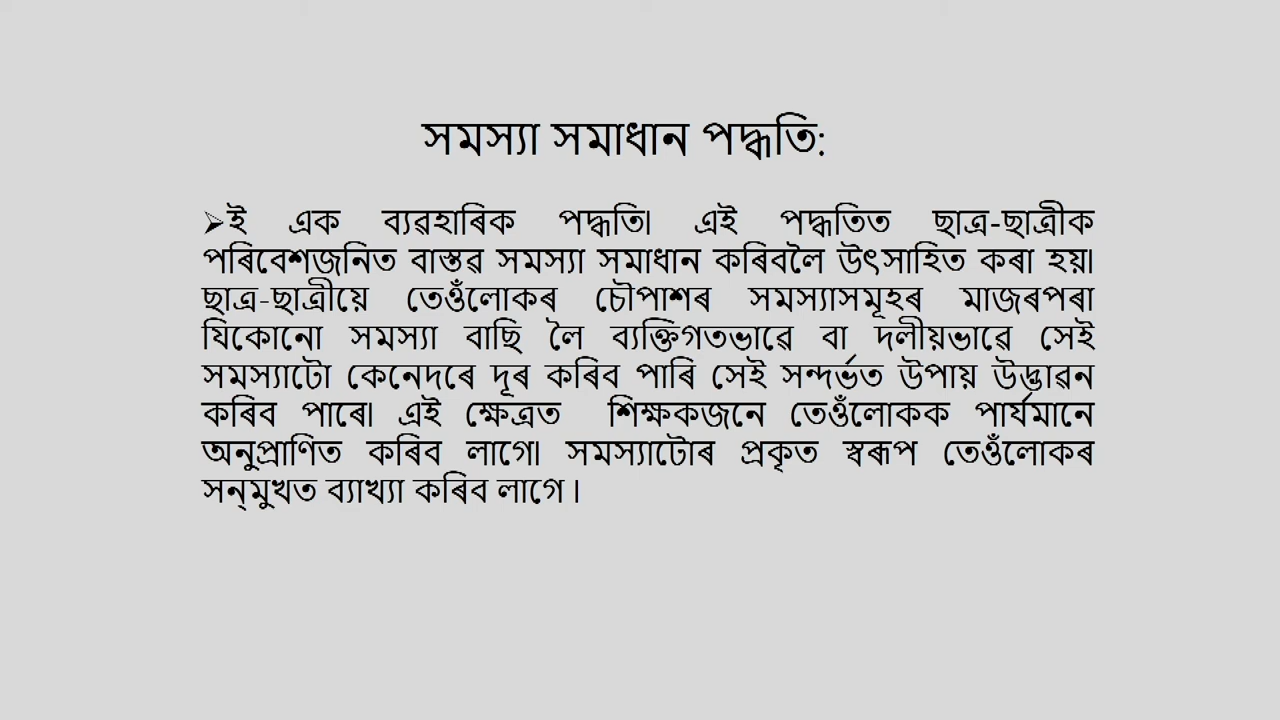 সমস্যা সমাধান পদ্ধতি:
➢ই এক ব্যৱহাৰিক পদ্ধতি৷ এই পদ্ধতিত ছাত্ৰ-ছাত্ৰীক
পৰিবেশজনিত বাস্তৱ সমস্যা সমাধান কৰিবলৈ উৎসাহিত কৰা হয়৷
ছাত্ৰ-ছাত্ৰীয়ে তেওঁলোকৰ চৌপাশৰ সমস্যাসমূহৰ মাজৰপৰা
যিকোনো সমস্যা বাছি লৈ ব্যক্তিগতভাৱে বা দলীয়ভাৱে সেই
সমস্যাটো কেনেদৰে দূৰ কৰিব পাৰি সেই সন্দৰ্ভত উপায় উদ্ভাৱন
কৰিব পাৰে৷ এই ক্ষেত্ৰত শিক্ষকজনে তেওঁলোকক পাৰ্যমানে
অনুপ্ৰাণিত কৰিব লাগে৷ সমস্যাটোৰ প্ৰকৃত স্বৰূপ তেওঁলোকৰ
সন্‌মুখত ব্যাখ্যা কৰিব লাগে ।